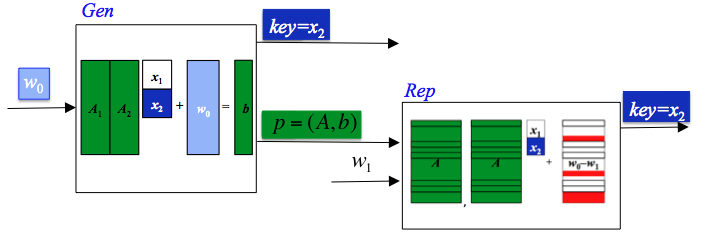 Gen
key=x₂
w₀
A₁ A₂ x₁ x₂ + w₀ = b
p = (A,b)
w₁
Rep
key=x₂
A , A x₁ x₂ + w₀–w₁